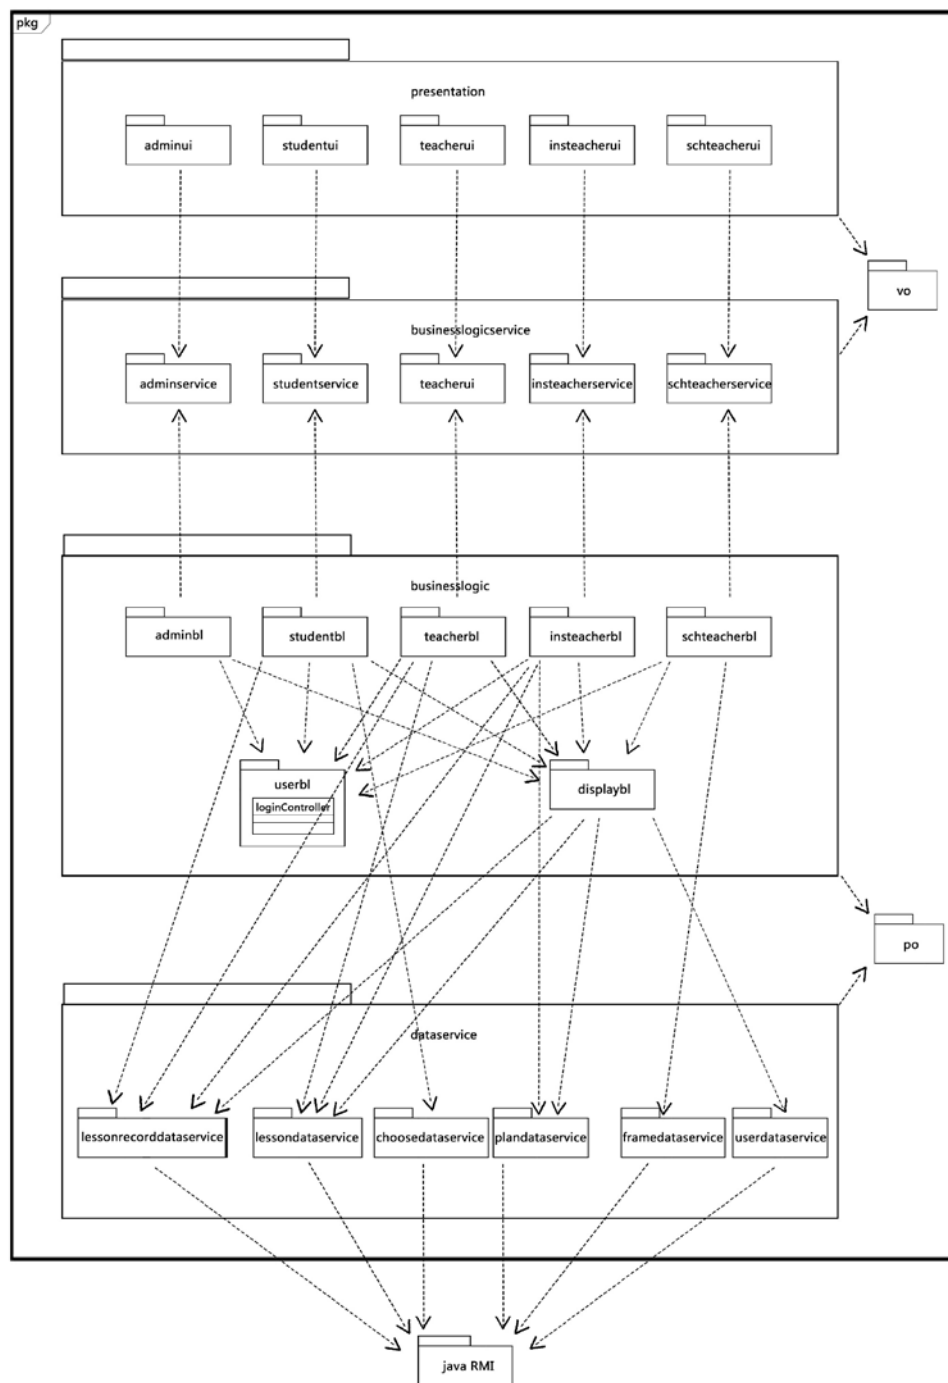 pkg
presentation
adminui
studentui
teacherui
insteacherui
schteacherui
vo
businesslogicservice
adminservice
studentservice
teacherui
insteacherservice
schteacherservice
businesslogic
adminbl
studentbl
teacherbl
insteacherbl
schteacherbl
userbl
loginController
displaybl
po
dataservice
lessonrecorddataservice
lessondataservice
choosedataservice
plandataservice
framedataservice
userdataservice
java RMI